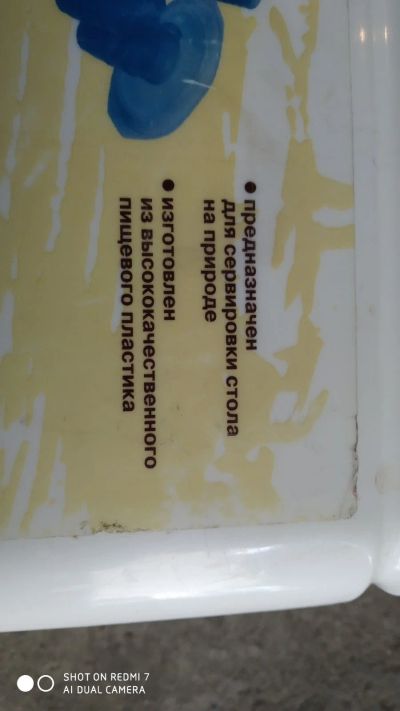 • предназначен
для сервировки стола
на природе
• изготовлен
из высококачественного
пищевого пластика
SHOT ON REDMI 7
AI DUAL CAMERA